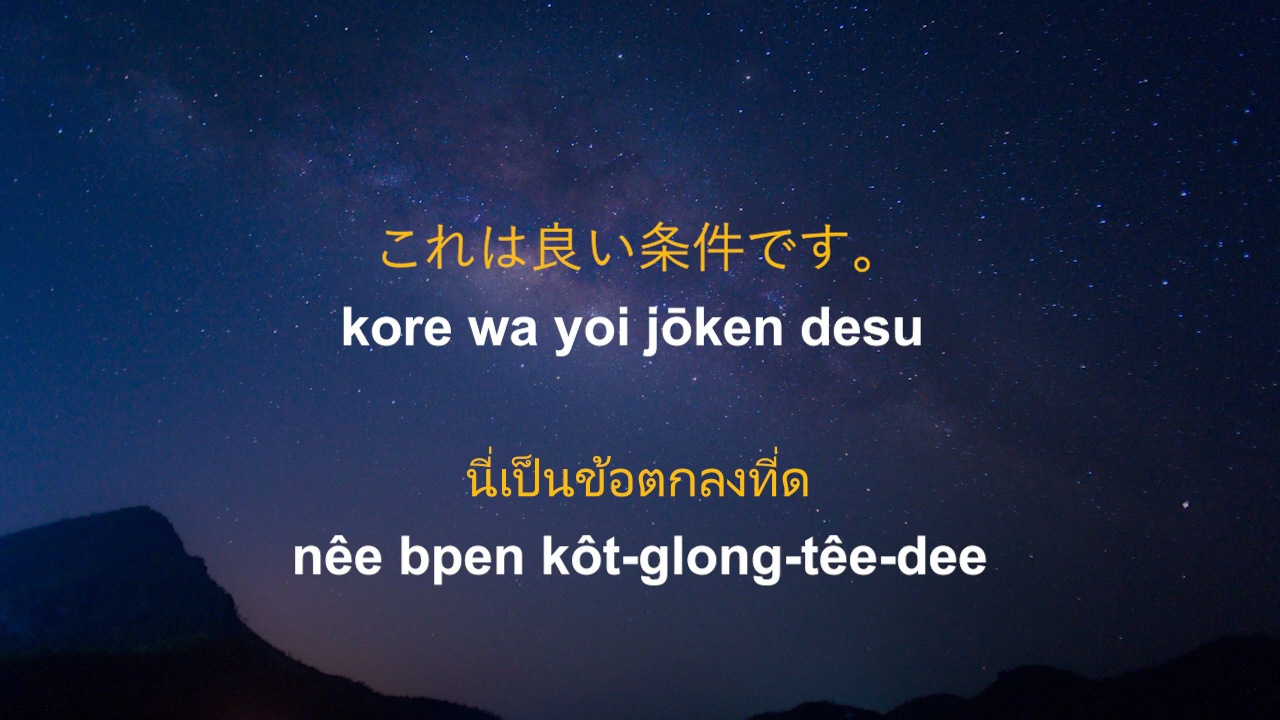 これは良い条件です。
kore wa yoi jōken desu
นี่เป็นข้อตกลงที่ด
nêe bpen kôt-glong-têe-dee